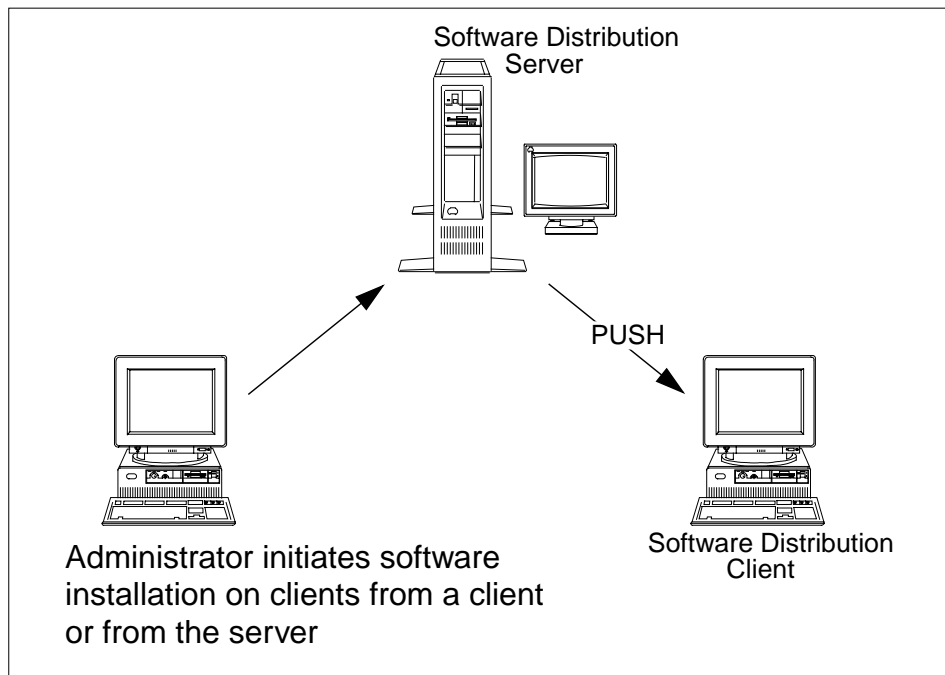 Software Distribution
Server
PUSH
Software Distribution
Client
Administrator initiates software
installation on clients from a client
or from the server